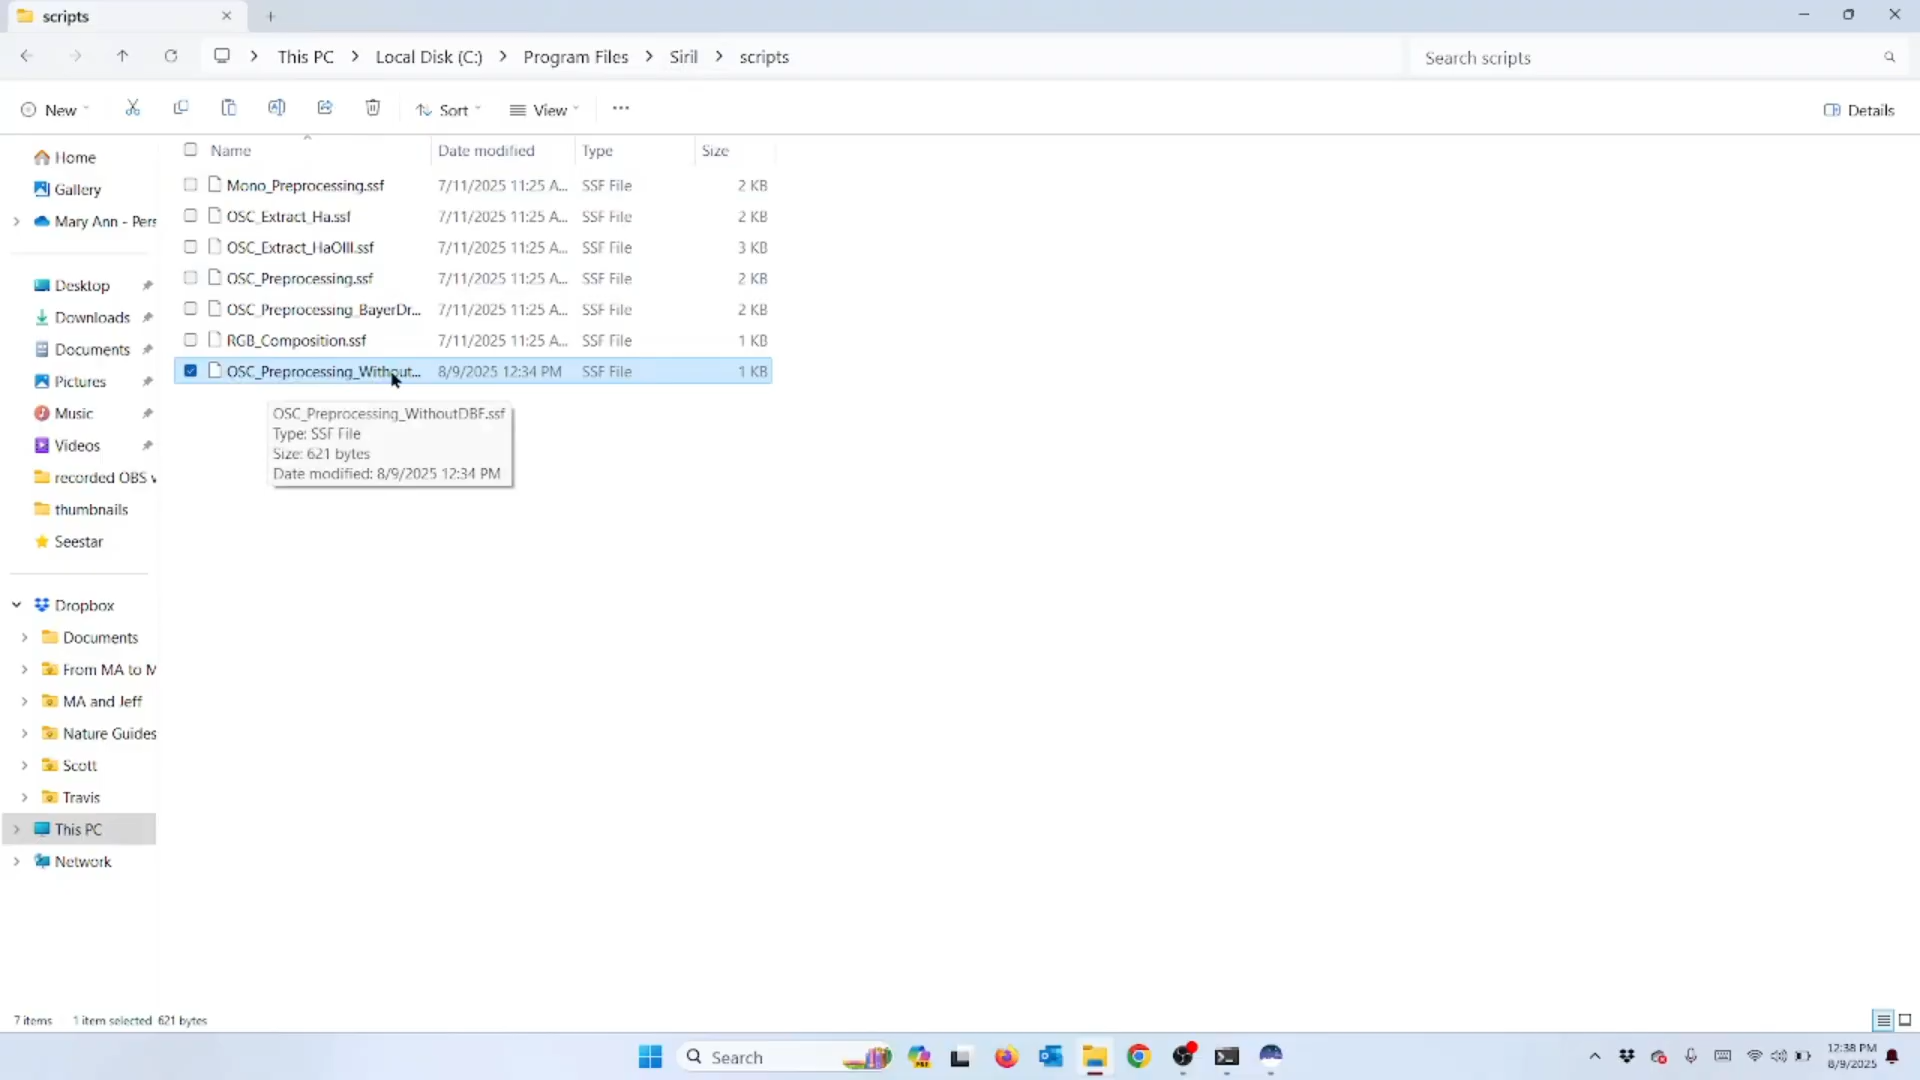 scripts
This PC
Local Disk (C:)
Program Files
Siril
scripts
Search scripts
New
Sort
View
Details
Name
Date modified
Type
Size
Mono_Preprocessing.ssf 7/11/2025 11:25 A... SSF File 2 KB
OSC_Extract_Ha.ssf 7/11/2025 11:25 A... SSF File 2 KB
OSC_Extract_HaOIII.ssf 7/11/2025 11:25 A... SSF File 3 KB
OSC_Preprocessing.ssf 7/11/2025 11:25 A... SSF File 2 KB
OSC_Preprocessing_BayerDr... 7/11/2025 11:25 A... SSF File 2 KB
RGB_Composition.ssf 7/11/2025 11:25 A... SSF File 1 KB
OSC_Preprocessing_Without... 8/9/2025 12:34 PM SSF File 1 KB
OSC_Preprocessing_WithoutDBF.ssf
Type: SSF File
Size: 621 bytes
Date modified: 8/9/2025 12:34 PM
Home
Gallery
Mary Ann - Pers
Desktop
Downloads
Documents
Pictures
Music
Videos
recorded OBS v
thumbnails
Seestar
Dropbox
Documents
From MA to M
MA and Jeff
Nature Guides
Scott
Travis
This PC
Network
7 items 1 item selected 621 bytes
Search
12:38 PM
8/9/2025